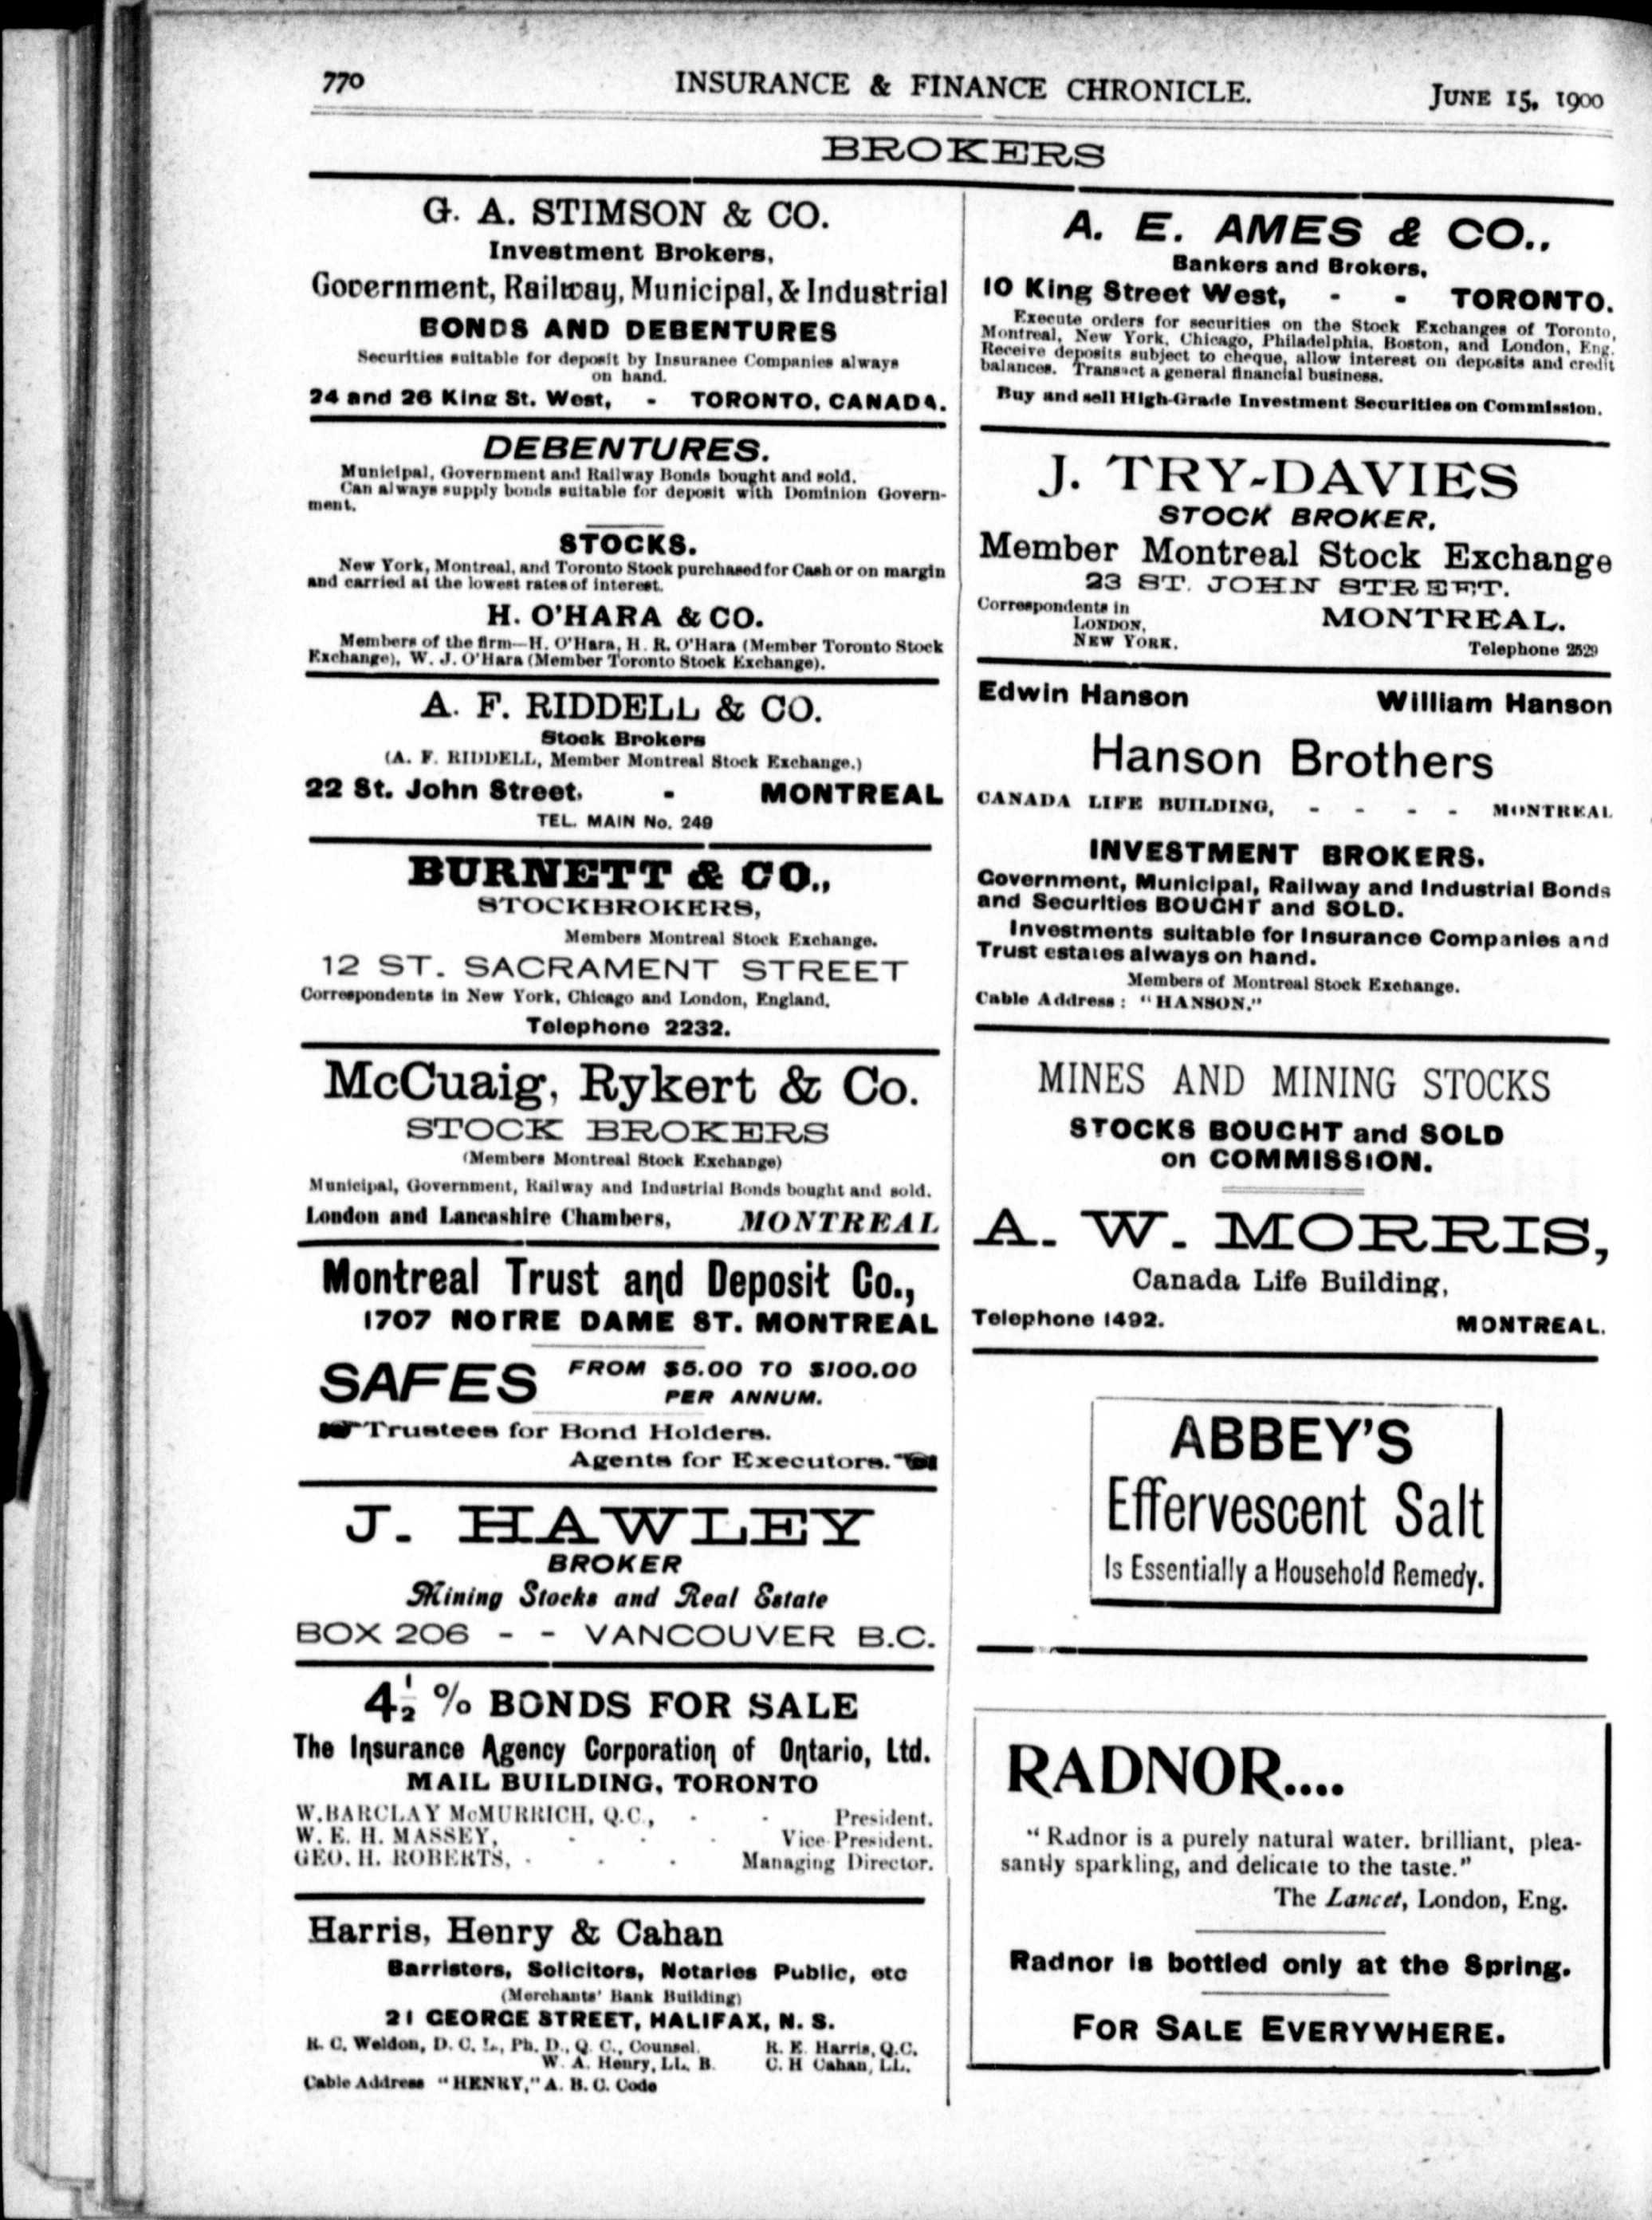 770
INSURANCE & FINANCE CHRONICLE.
JUNE 15, 1900
BROKERS
G. A. STIMSON & CO.
Investment Brokers,
Government, Railway, Municipal, & Industrial
BONDS AND DEBENTURES
Securities suitable for deposit by Insurance Companies always
on hand.
24 and 26 King St. West, - TORONTO, CANADA.
DEBENTURES.
Municipal, Government and Railway Bonds bought and sold.
Can always supply bonds suitable for deposit with Dominion Govern-
ment.
STOCKS.
New York, Montreal, and Toronto Stock purchased for Cash or on margin
and carried at the lowest rates of interest.
H. O'HARA & CO.
Members of the firm—H. O'Hara, H. R. O'Hara (Member Toronto Stock
Exchange), W. J. O'Hara (Member Toronto Stock Exchange).
A. F. RIDDELL & CO.
Stock Brokers
(A. F. RIDDELL, Member Montreal Stock Exchange.)
22 St. John Street, - MONTREAL
TEL. MAIN No. 249
BURNETT & CO.,
STOCKBROKERS,
Members Montreal Stock Exchange.
12 ST. SACRAMENT STREET
Correspondents in New York, Chicago and London, England.
Telephone 2232.
McCuaig, Rykert & Co.
STOCK BROKERS
(Members Montreal Stock Exchange)
Municipal, Government, Railway and Industrial Bonds bought and sold.
London and Lancashire Chambers, MONTREAL
Montreal Trust and Deposit Co.,
1707 NOTRE DAME ST. MONTREAL
SAFES FROM $5.00 TO $100.00
PER ANNUM.
Trustees for Bond Holders.
Agents for Executors.
J. HAWLEY
BROKER
Mining Stocks and Real Estate
BOX 206 - - VANCOUVER B.C.
4½ % BONDS FOR SALE
The Insurance Agency Corporation of Ontario, Ltd.
MAIL BUILDING, TORONTO
W. BARCLAY McMURRICH, Q.C., - - President.
W. E. H. MASSEY, - - - Vice-President.
GEO. H. ROBERTS, - - - Managing Director.
Harris, Henry & Cahan
Barristers, Solicitors, Notaries Public, etc
(Merchants' Bank Building)
21 GEORGE STREET, HALIFAX, N. S.
R. C. Weldon, D. C. L., Ph. D., Q. C., Counsel. R. E. Harris, Q.C.
W. A. Henry, LL. B. C. H Cahan, LL.
Cable Address "HENRY," A. B. C. Code
A. E. AMES & CO.,
Bankers and Brokers,
10 King Street West, - - TORONTO.
Execute orders for securities on the Stock Exchanges of Toronto,
Montreal, New York, Chicago, Philadelphia, Boston, and London, Eng.
Receive deposits subject to cheque, allow interest on deposits and credit
balances. Transact a general financial business.
Buy and sell High-Grade Investment Securities on Commission.
J. TRY-DAVIES
STOCK BROKER,
Member Montreal Stock Exchange
23 ST. JOHN STREET.
Correspondents in
LONDON,
NEW YORK.
MONTREAL.
Telephone 2529
Edwin Hanson William Hanson
Hanson Brothers
CANADA LIFE BUILDING, - - - - MONTREAL
INVESTMENT BROKERS.
Government, Municipal, Railway and Industrial Bonds
and Securities BOUGHT and SOLD.
Investments suitable for Insurance Companies and
Trust estates always on hand.
Members of Montreal Stock Exchange.
Cable Address: "HANSON."
MINES AND MINING STOCKS
STOCKS BOUGHT and SOLD
on COMMISSION.
A. W. MORRIS,
Canada Life Building,
Telephone 1492. MONTREAL.
ABBEY'S
Effervescent Salt
Is Essentially a Household Remedy.
RADNOR....
"Radnor is a purely natural water, brilliant, plea-
santly sparkling, and delicate to the taste."
The Lancet, London, Eng.
Radnor is bottled only at the Spring.
FOR SALE EVERYWHERE.